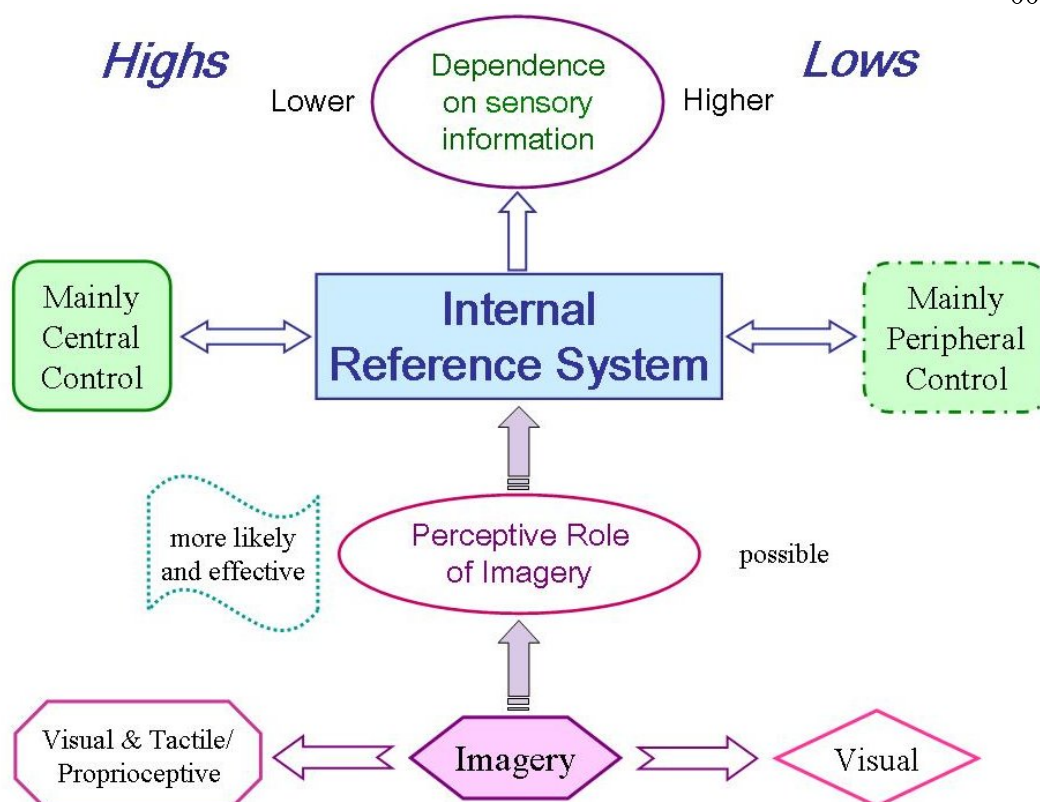 Highs
Lows
Lower
Dependence
on sensory
information
Higher
Mainly
Central
Control
Internal
Reference System
Mainly
Peripheral
Control
more likely
and effective
Perceptive Role
of Imagery
possible
Visual & Tactile/
Proprioceptive
Imagery
Visual